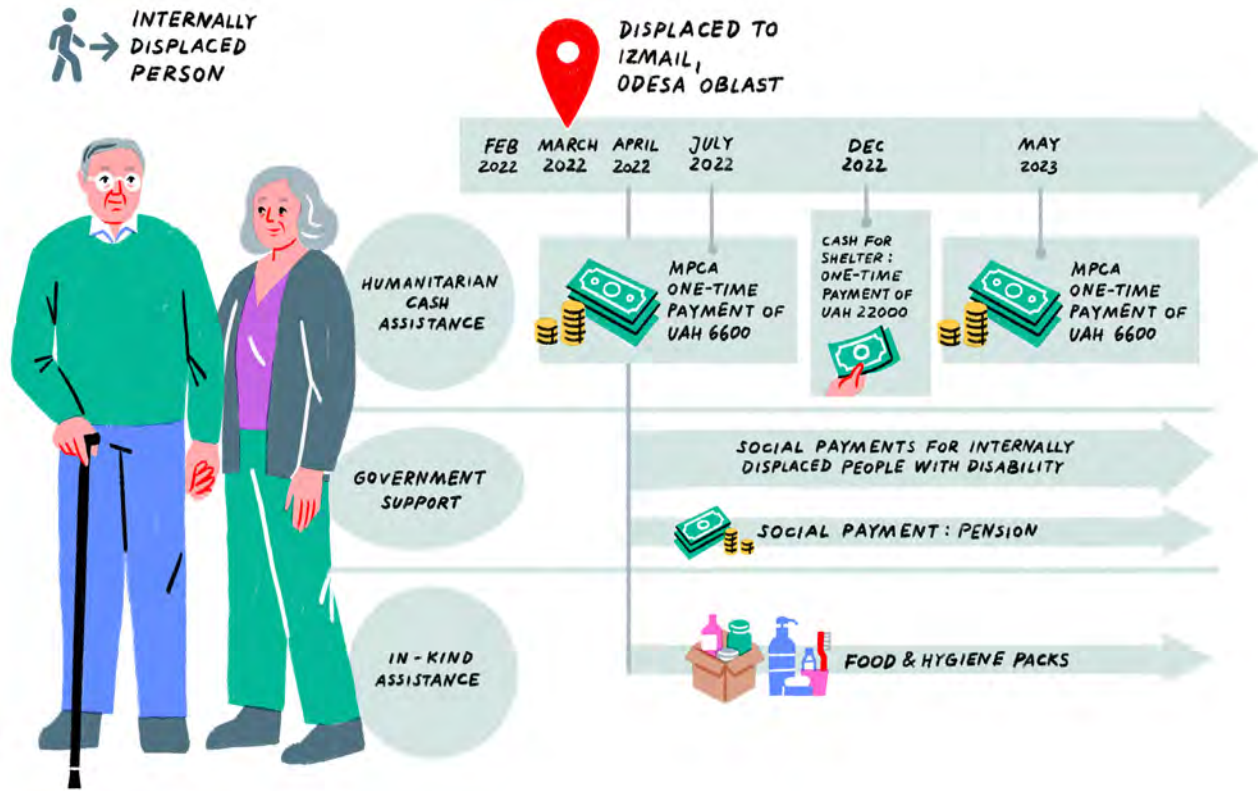 INTERNALLY
DISPLACED
PERSON
DISPLACED TO
IZMAIL,
ODESA OBLAST
FEB
2022
MARCH
2022
APRIL
2022
JULY
2022
DEC
2022
MAY
2023
HUMANITARIAN
CASH
ASSISTANCE
MPCA
ONE-TIME
PAYMENT OF
UAH 6600
CASH FOR
SHELTER:
ONE-TIME
PAYMENT OF
UAH 22000
MPCA
ONE-TIME
PAYMENT OF
UAH 6600
GOVERNMENT
SUPPORT
SOCIAL PAYMENTS FOR INTERNALLY
DISPLACED PEOPLE WITH DISABILITY
SOCIAL PAYMENT: PENSION
IN-KIND
ASSISTANCE
FOOD & HYGIENE PACKS